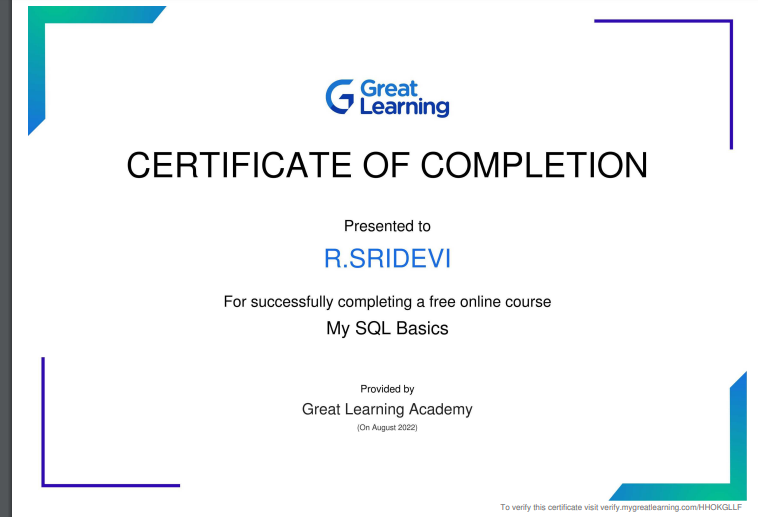 Great
Learning
CERTIFICATE OF COMPLETION
Presented to
R.SRIDEVI
For successfully completing a free online course
My SQL Basics
Provided by
Great Learning Academy
(On August 2022)
To verify this certificate visit verify.mygreatlearning.com/HHOKGLLF